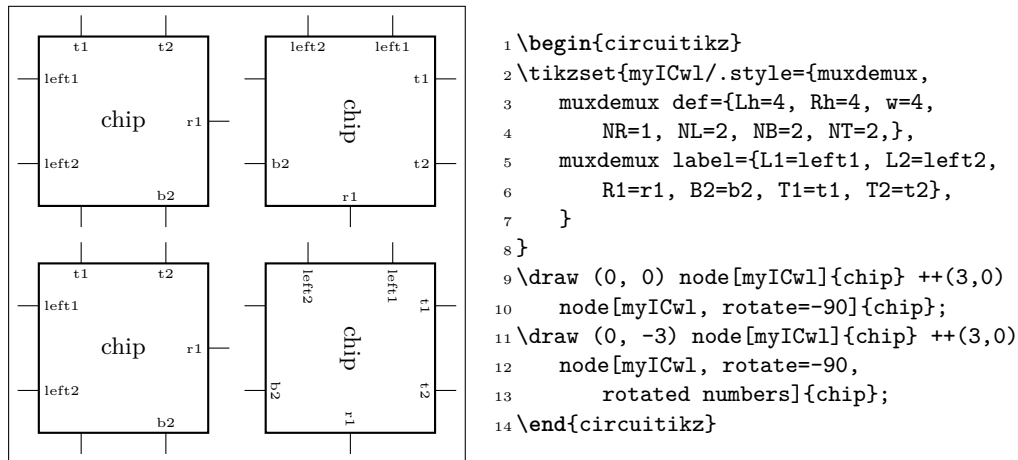 t1 t2
left1
chip
r1
left2
b2
left2 left1
t1
chip
b2 t2
r1
t1 t2
left1
chip
r1
left2
b2
left2 left1
t1
chip
b2 t2
r1
1 \begin{circuitikz}
2 \tikzset{myICwl/.style={muxdemux,
3 muxdemux def={Lh=4, Rh=4, w=4,
4 NR=1, NL=2, NB=2, NT=2,},
5 muxdemux label={L1=left1, L2=left2,
6 R1=r1, B2=b2, T1=t1, T2=t2},
7 }
8 }
9 \draw (0, 0) node[myICwl]{chip} ++(3,0)
10 node[myICwl, rotate=-90]{chip};
11 \draw (0, -3) node[myICwl]{chip} ++(3,0)
12 node[myICwl, rotate=-90,
13 rotated numbers]{chip};
14 \end{circuitikz}